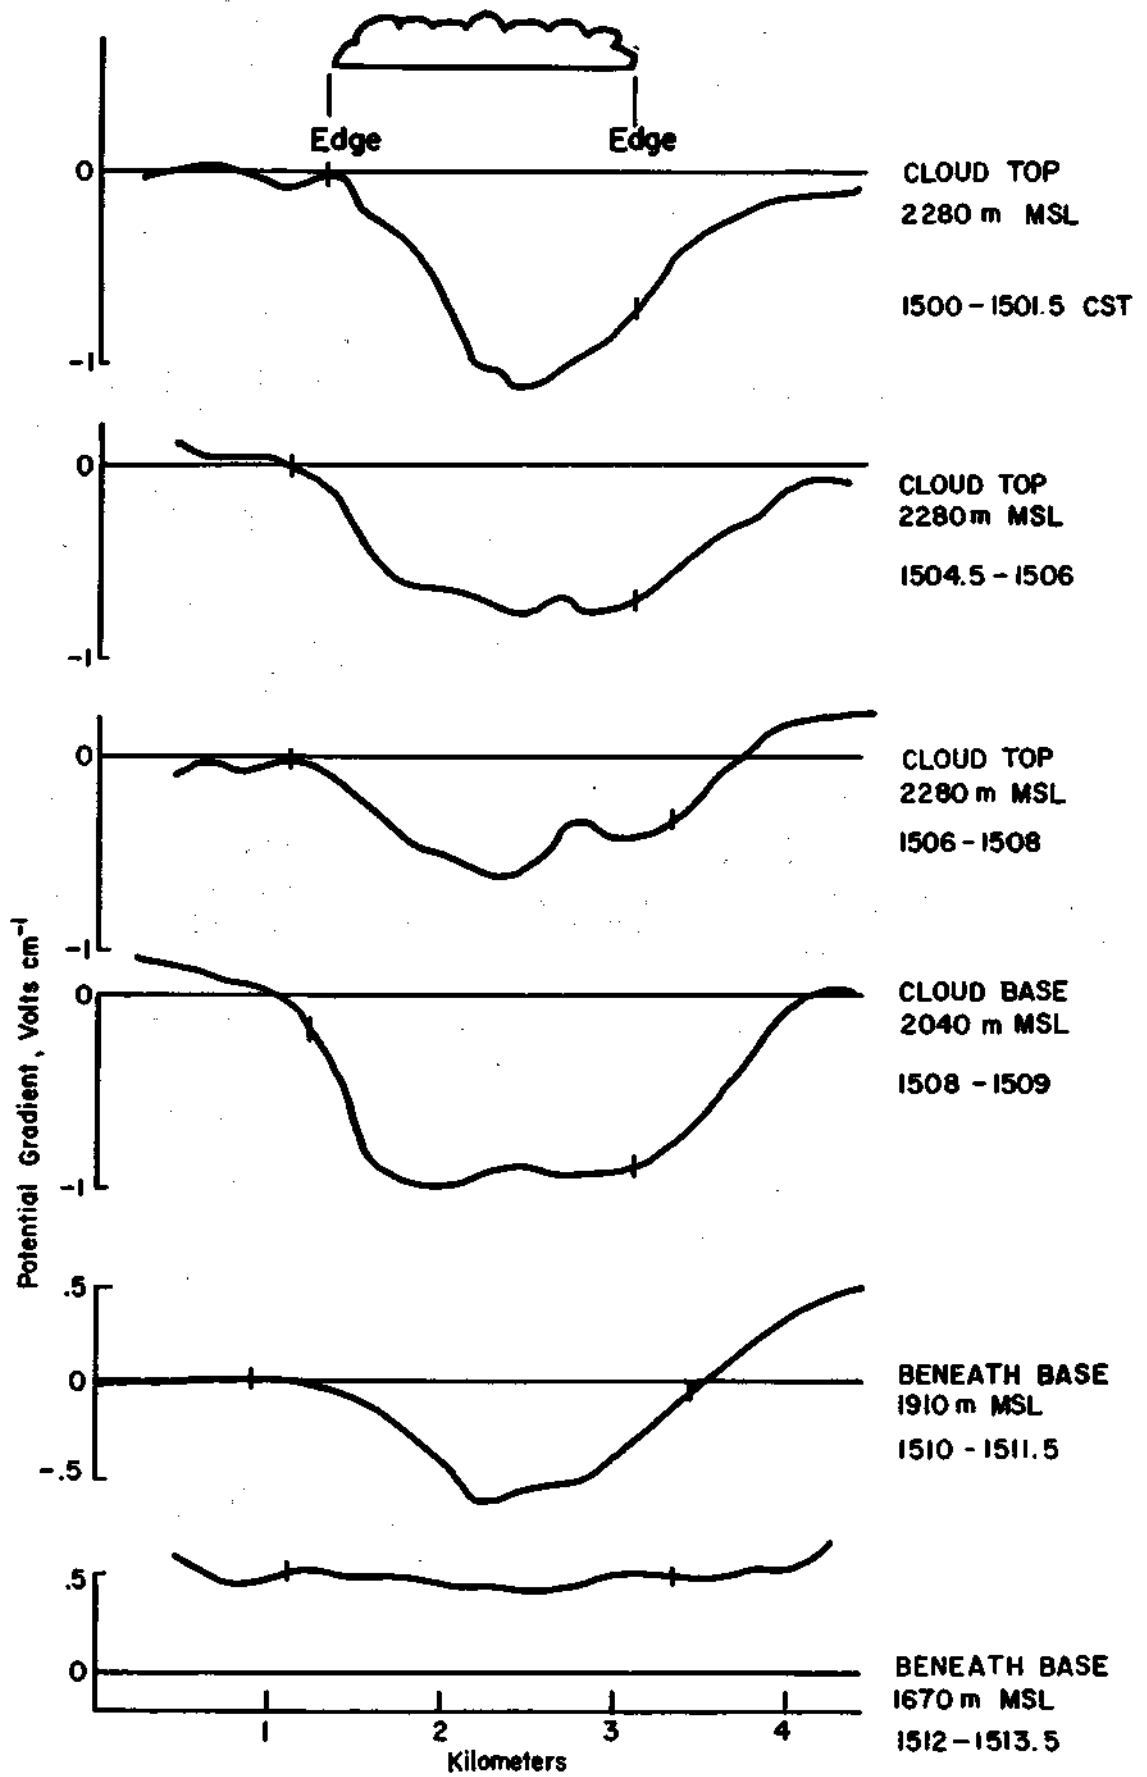 Edge Edge
0
CLOUD TOP
2280 m MSL
1500-1501.5 CST
-1
0
CLOUD TOP
2280 m MSL
1504.5-1506
-1
0
CLOUD TOP
2280 m MSL
1506-1508
-1
Potential Gradient, Volts cm⁻¹
0
CLOUD BASE
2040 m MSL
1508-1509
-1
.5
0
BENEATH BASE
1910 m MSL
1510-1511.5
-.5
.5
0
BENEATH BASE
1670 m MSL
1512-1513.5
1 2 3 4
Kilometers